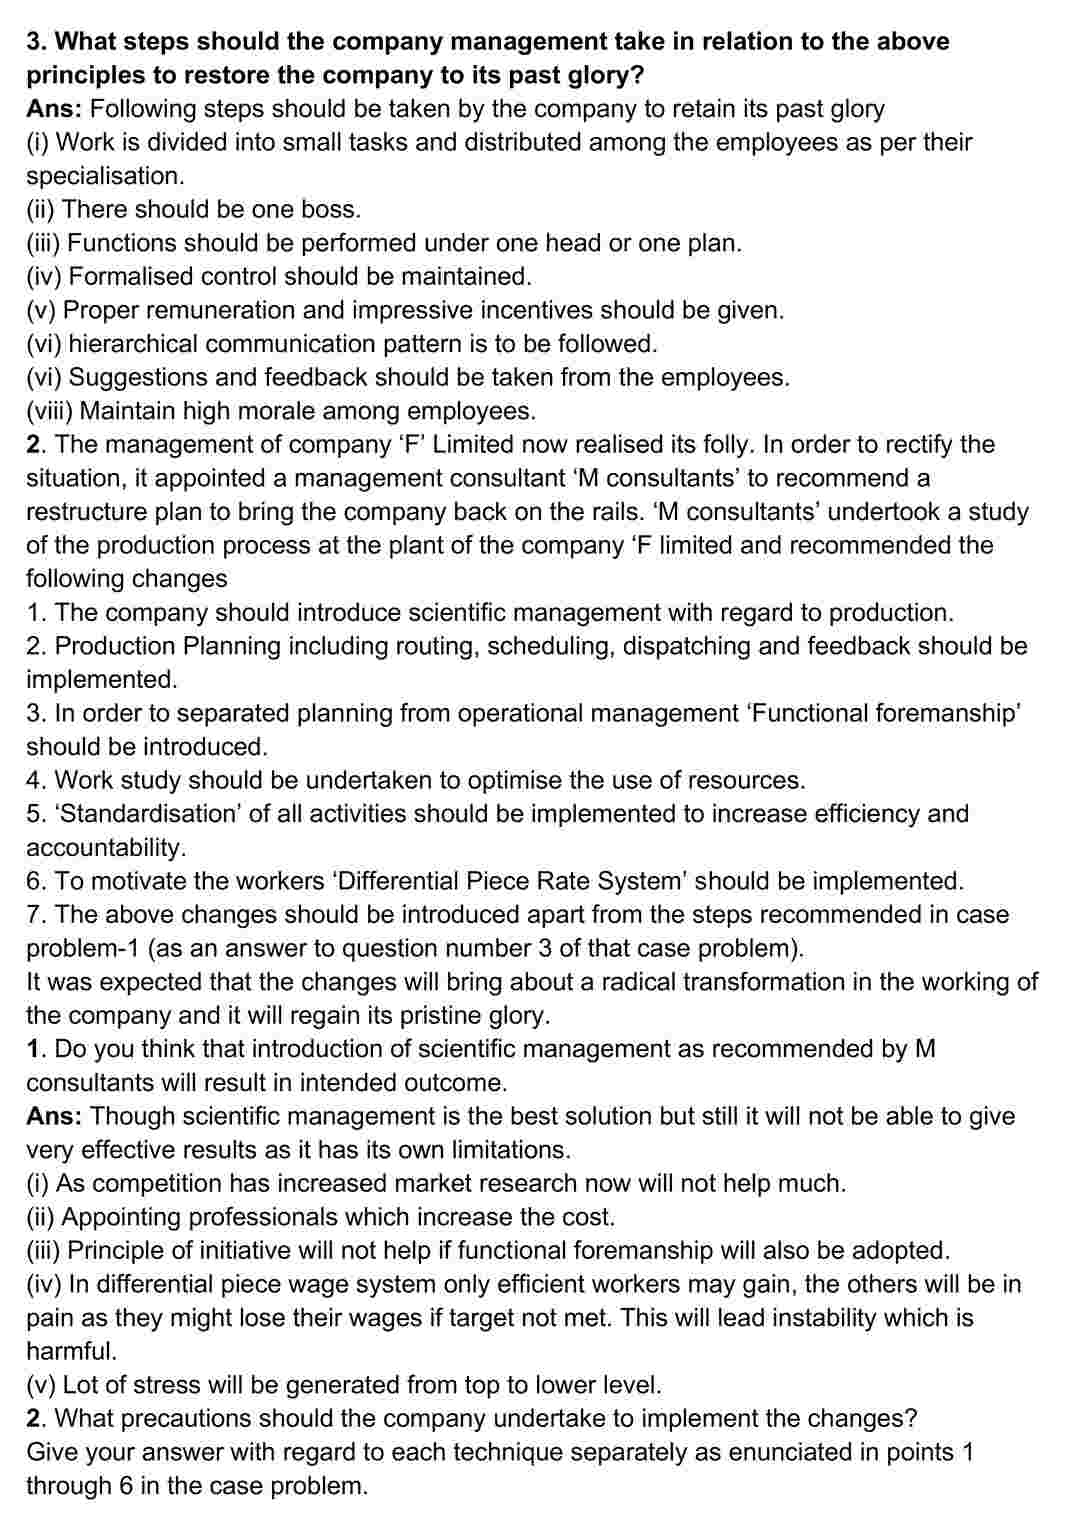 3. What steps should the company management take in relation to the above
principles to restore the company to its past glory?
Ans: Following steps should be taken by the company to retain its past glory
(i) Work is divided into small tasks and distributed among the employees as per their
specialisation.
(ii) There should be one boss.
(iii) Functions should be performed under one head or one plan.
(iv) Formalised control should be maintained.
(v) Proper remuneration and impressive incentives should be given.
(vi) hierarchical communication pattern is to be followed.
(vi) Suggestions and feedback should be taken from the employees.
(viii) Maintain high morale among employees.
2. The management of company ‘F’ Limited now realised its folly. In order to rectify the
situation, it appointed a management consultant ‘M consultants’ to recommend a
restructure plan to bring the company back on the rails. ‘M consultants’ undertook a study
of the production process at the plant of the company ‘F limited and recommended the
following changes
1. The company should introduce scientific management with regard to production.
2. Production Planning including routing, scheduling, dispatching and feedback should be
implemented.
3. In order to separated planning from operational management ‘Functional foremanship’
should be introduced.
4. Work study should be undertaken to optimise the use of resources.
5. ‘Standardisation’ of all activities should be implemented to increase efficiency and
accountability.
6. To motivate the workers ‘Differential Piece Rate System’ should be implemented.
7. The above changes should be introduced apart from the steps recommended in case
problem-1 (as an answer to question number 3 of that case problem).
It was expected that the changes will bring about a radical transformation in the working of
the company and it will regain its pristine glory.
1. Do you think that introduction of scientific management as recommended by M
consultants will result in intended outcome.
Ans: Though scientific management is the best solution but still it will not be able to give
very effective results as it has its own limitations.
(i) As competition has increased market research now will not help much.
(ii) Appointing professionals which increase the cost.
(iii) Principle of initiative will not help if functional foremanship will also be adopted.
(iv) In differential piece wage system only efficient workers may gain, the others will be in
pain as they might lose their wages if target not met. This will lead instability which is
harmful.
(v) Lot of stress will be generated from top to lower level.
2. What precautions should the company undertake to implement the changes?
Give your answer with regard to each technique separately as enunciated in points 1
through 6 in the case problem.